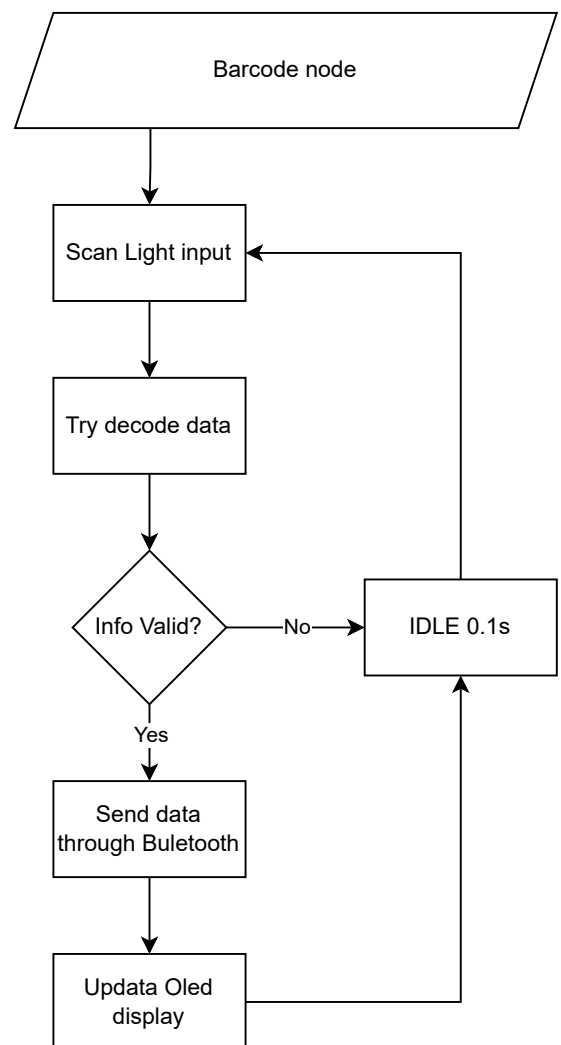 Barcode node
Scan Light input
Try decode data
Info Valid?
No
IDLE 0.1s
Yes
Send data
through Buletooth
Updata Oled
display